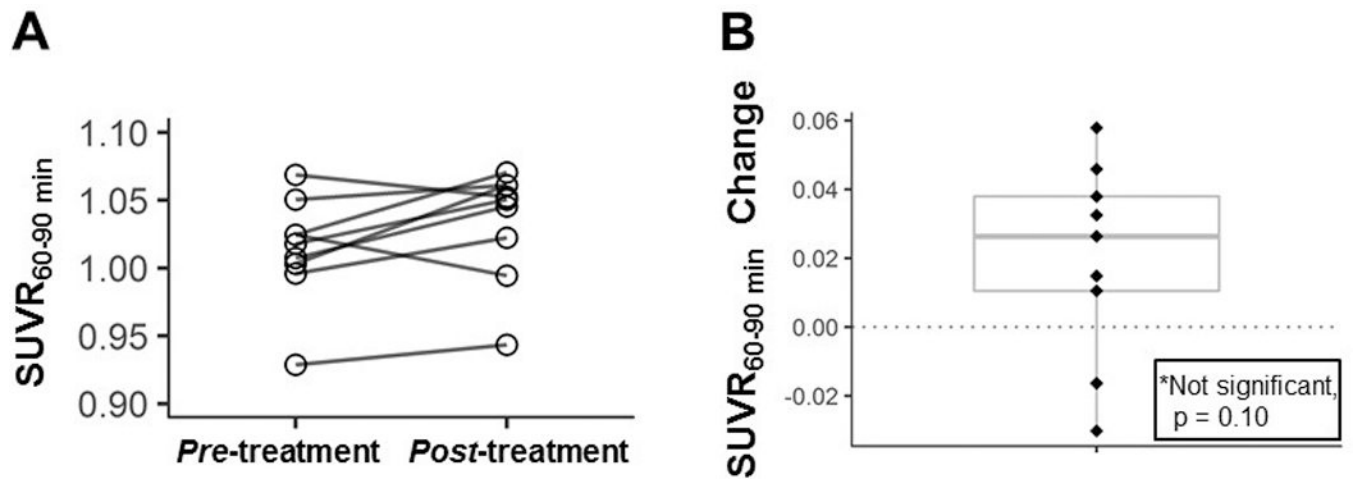 A
SUVR60-90 min
1.10
1.05
1.00
0.95
0.90
Pre-treatment
Post-treatment
B
SUVR60-90 min Change
0.06
0.04
0.02
0.00
-0.02
*Not significant,
p = 0.10